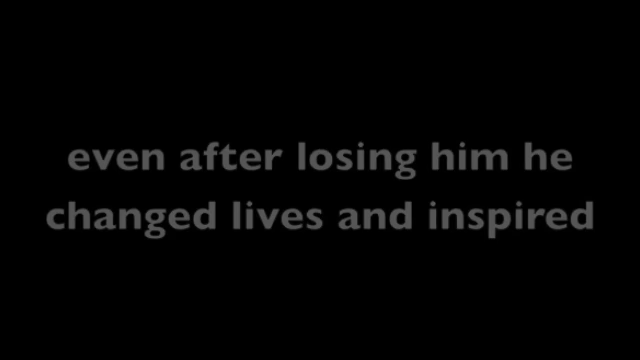 even after losing him he
changed lives and inspired